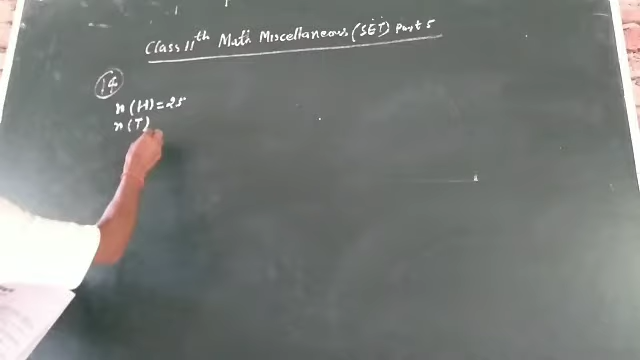 Class 11th Math Miscellaneous (SET) Part 5
14
n(H) = 25
n(T)